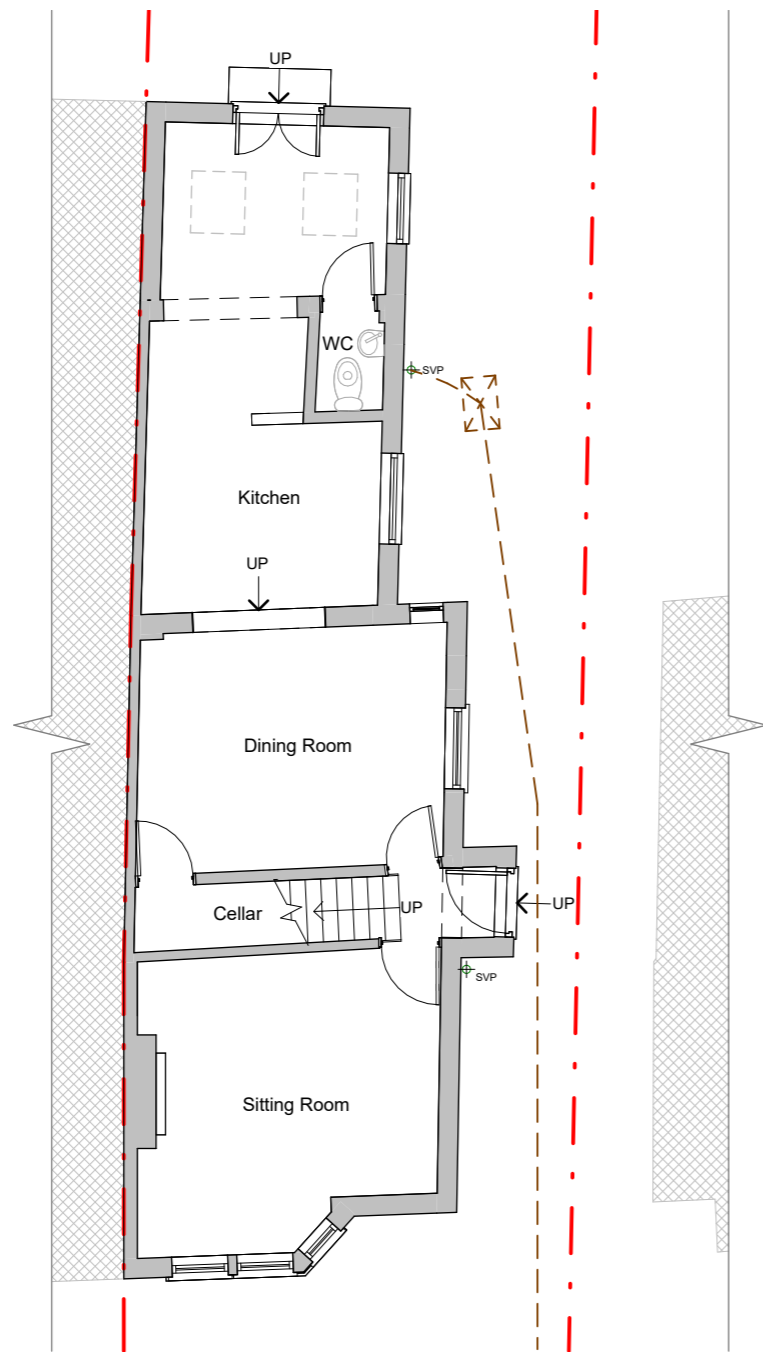 UP
WC
SVP
Kitchen
UP
Dining Room
Cellar
UP
UP
SVP
Sitting Room